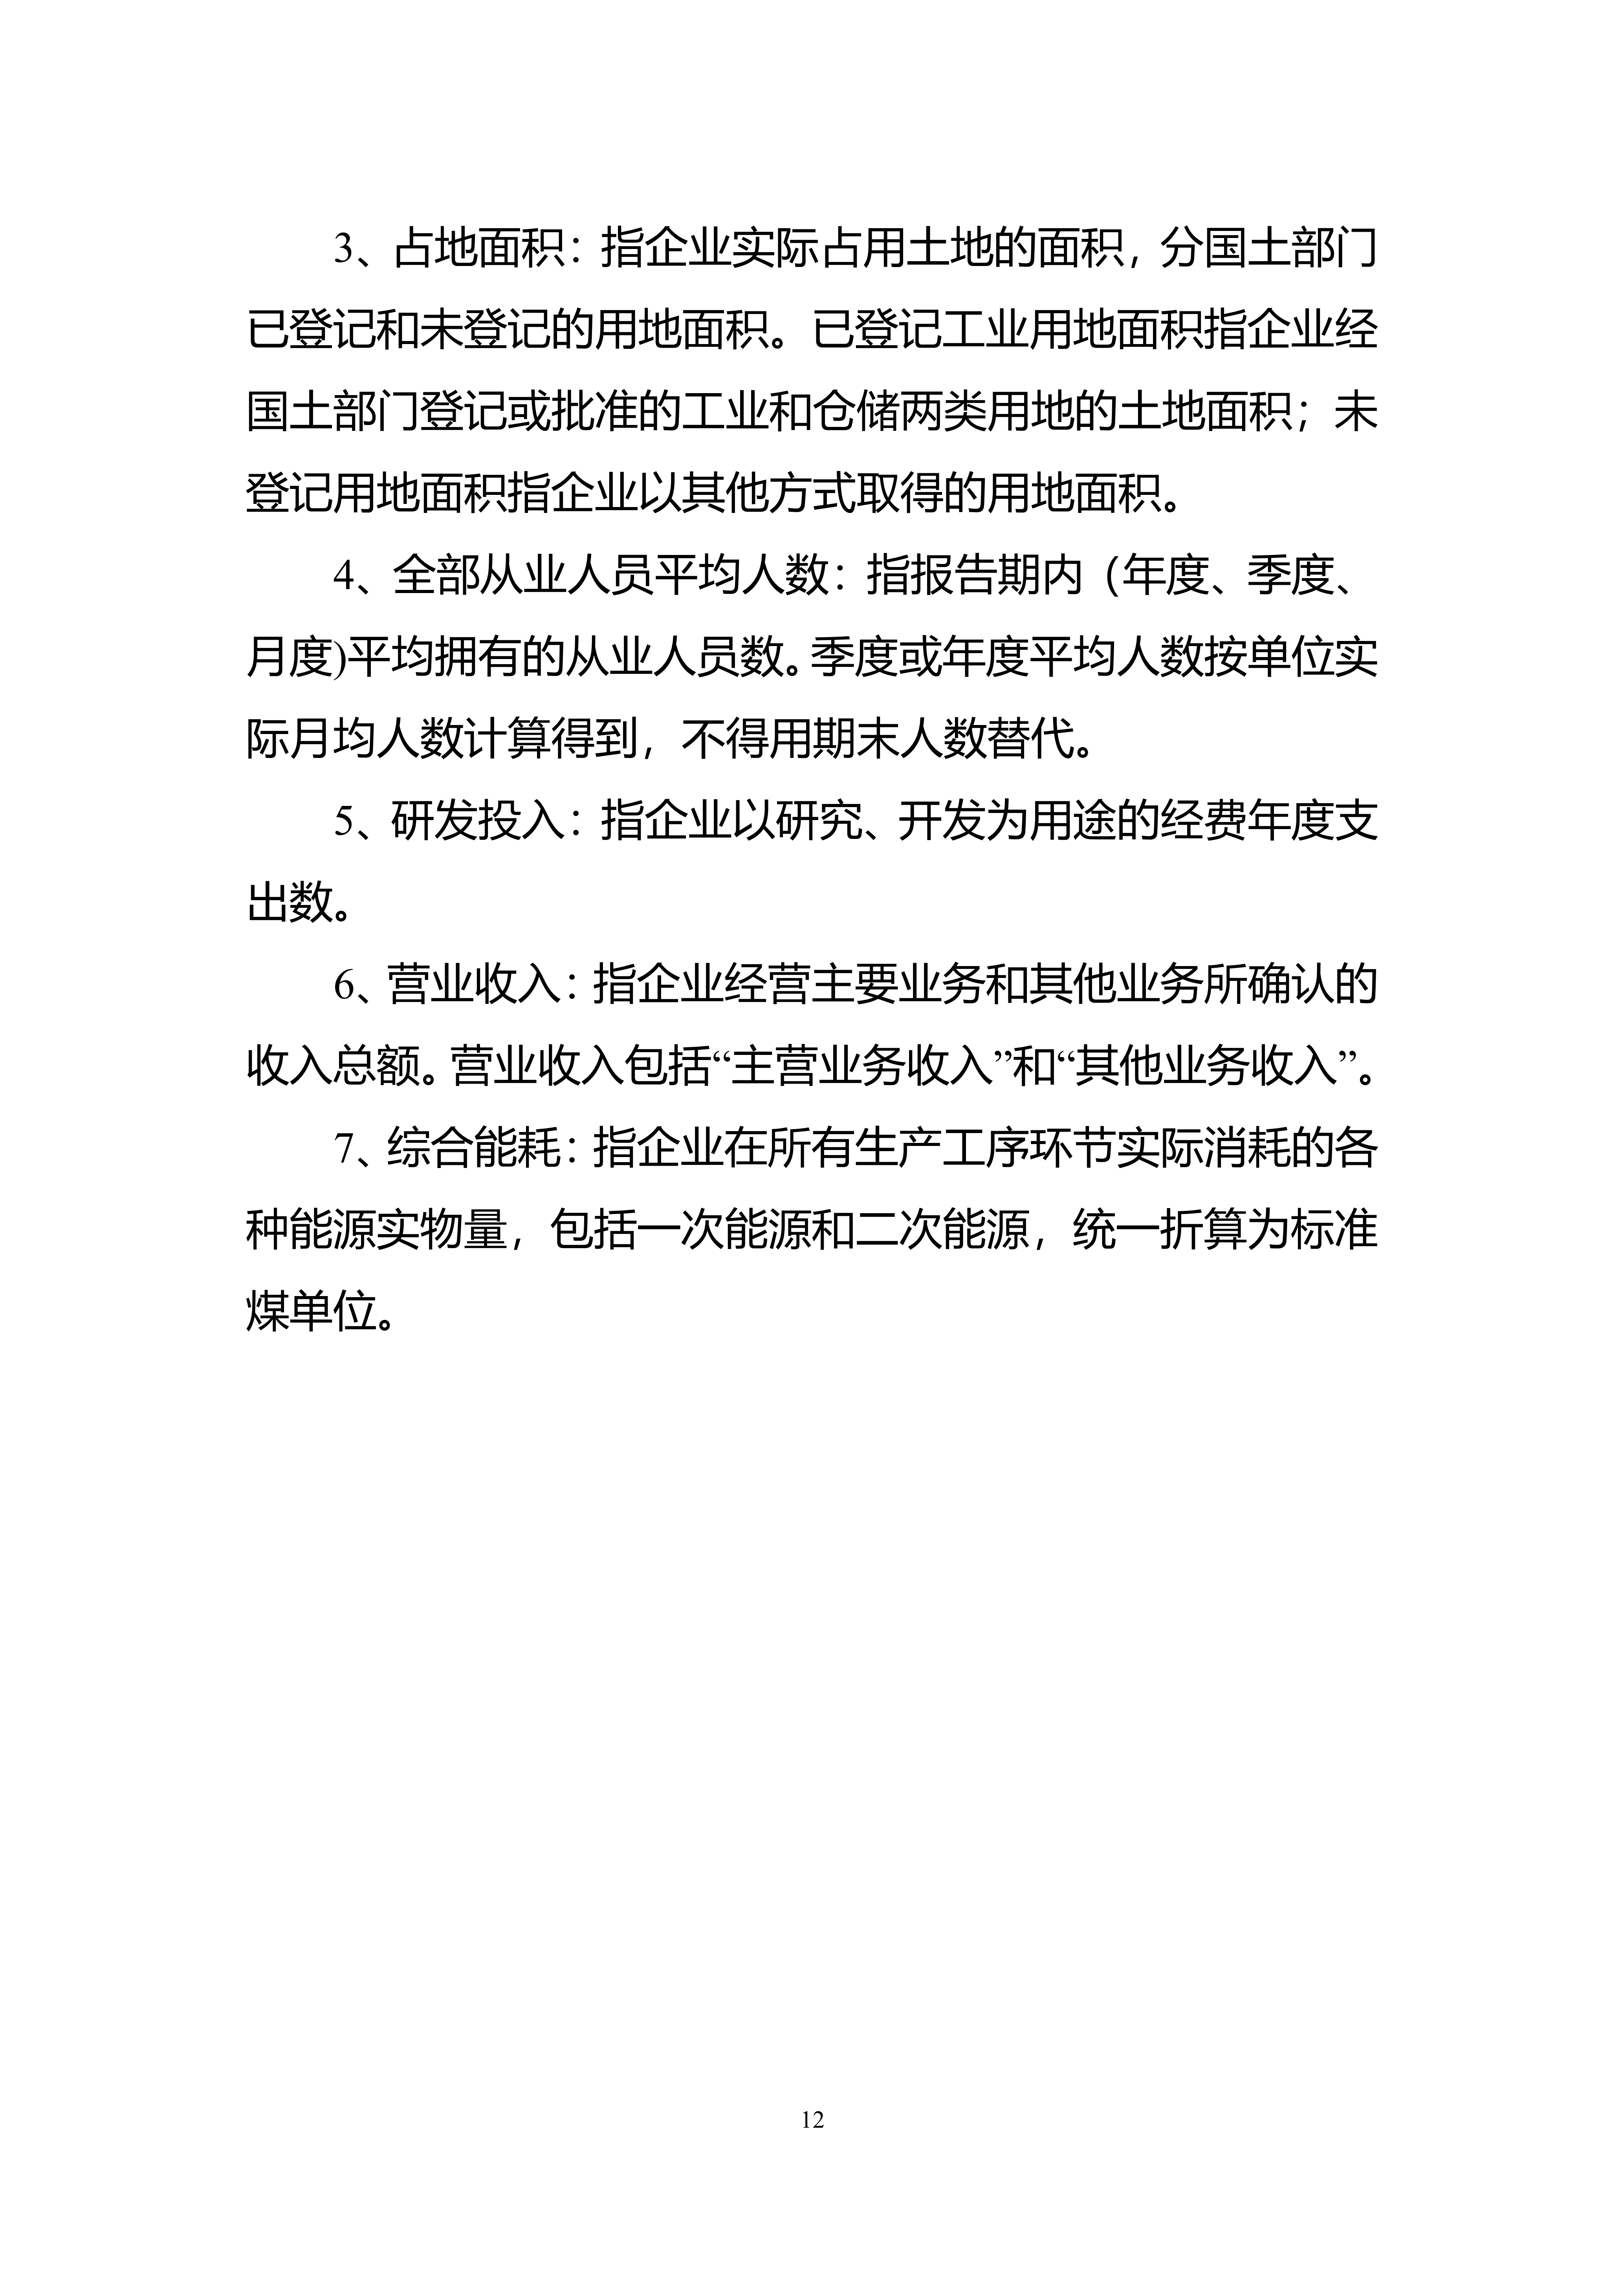 3、占地面积：指企业实际占用土地的面积，分国土部门
已登记和未登记的用地面积。已登记工业用地面积指企业经
国土部门登记或批准的工业和仓储两类用地的土地面积；未
登记用地面积指企业以其他方式取得的用地面积。
4、全部从业人员平均人数：指报告期内（年度、季度、
月度)平均拥有的从业人员数。季度或年度平均人数按单位实
际月均人数计算得到，不得用期末人数替代。
5、研发投入：指企业以研究、开发为用途的经费年度支
出数。
6、营业收入：指企业经营主要业务和其他业务所确认的
收入总额。营业收入包括“主营业务收入”和“其他业务收入”。
7、综合能耗：指企业在所有生产工序环节实际消耗的各
种能源实物量，包括一次能源和二次能源，统一折算为标准
煤单位。
12